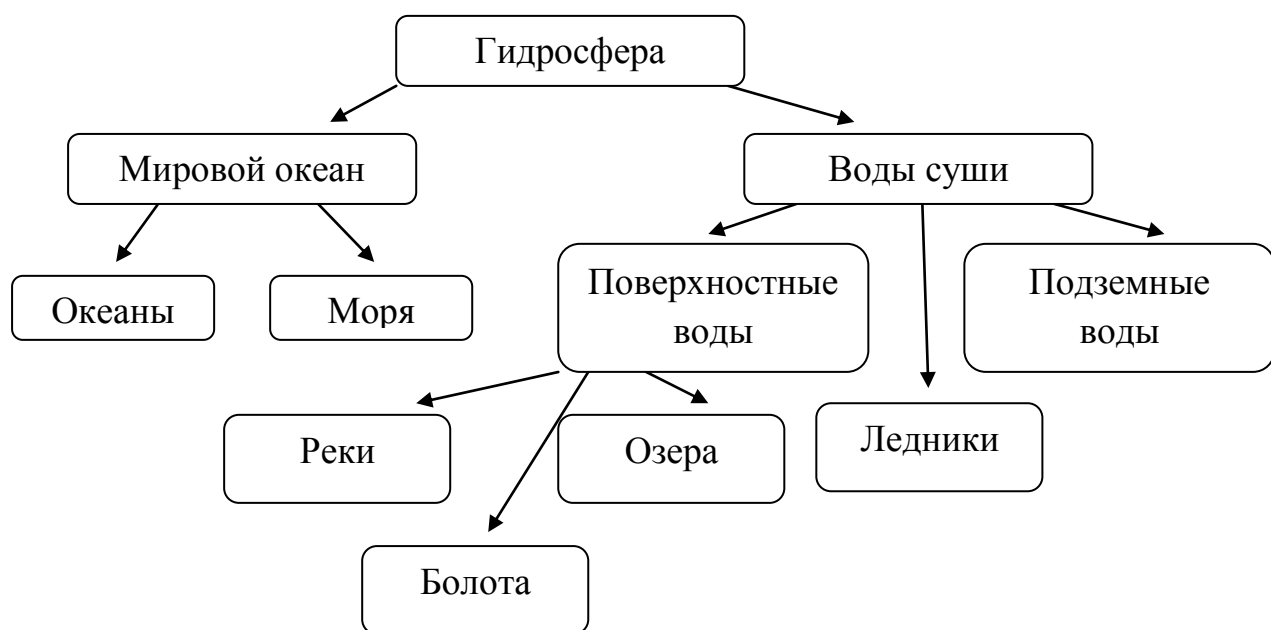 Гидросфера
Мировой океан
Воды суши
Океаны
Моря
Поверхностные
воды
Подземные
воды
Реки
Озера
Ледники
Болота